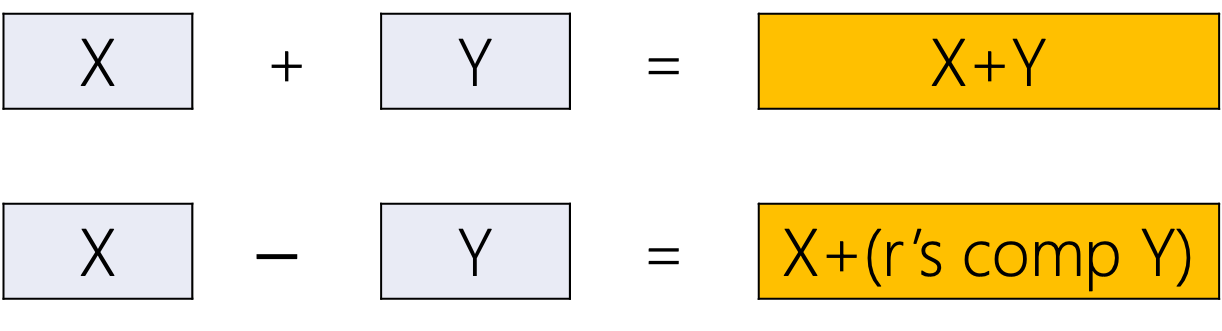 X + Y = X+Y
X − Y = X+(r’s comp Y)